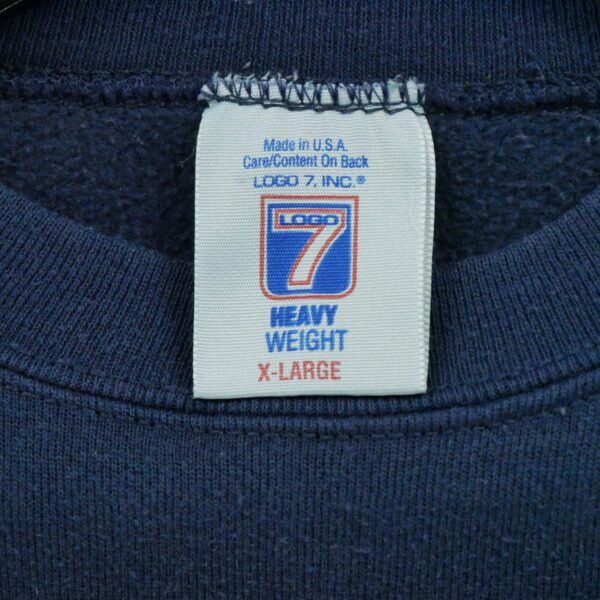 Made in U.S.A.
Care/Content On Back
LOGO 7, INC.®
LOGO
7
HEAVY
WEIGHT
X-LARGE